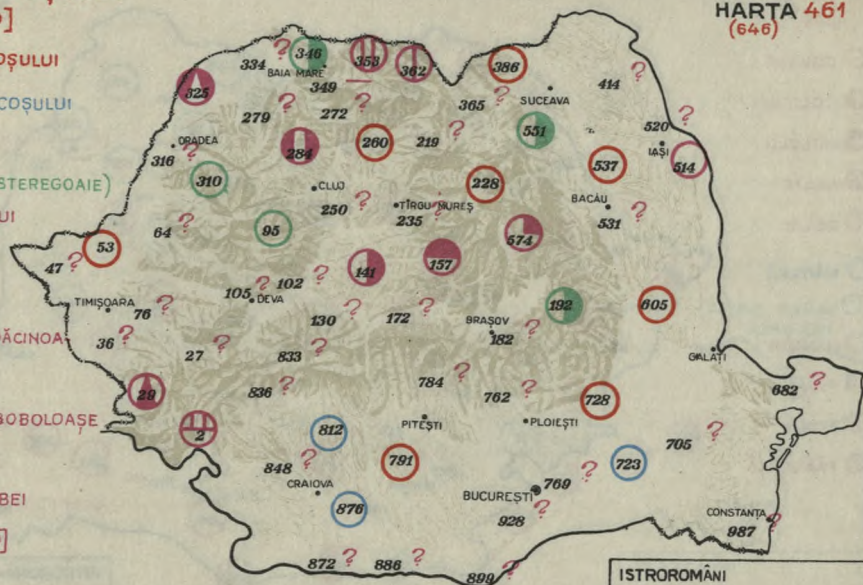 HARTA 461
(646)
]
OȘULUI
COȘULUI
STEREGOAIE)
UI
ĂCINOA
BOBOLOAȘE
BEI
]
334 ? 346 353 362 386 414 ?
BAIA MARE
349
325
365 ? SUCEAVA
279 ? 272 ? 219 ? 551 520 ?
ORADEA
316 ? 284 260 537 IAȘI 514
310 CLUJ 228
250 ? TÎRGU MUREȘ BACĂU
235 ? 531 ?
64 ? 95 574
53
47 ? 141 157
105 ? DEVA 102 ?
TIMIȘOARA 76 ? 130 ? 172 ? 192 605
BRAȘOV
182 ?
36 ? 27 ? 833 ? GALAȚI
29 836 ? 784 ? 762 ? 728 682 ?
2 812 PITEȘTI PLOIEȘTI 705 ?
848 ? 791 723
CRAIOVA BUCUREȘTI 769 ?
876 928 ? CONSTANȚA
987 ?
872 ? 886 ? 899 ?
ISTROROMÂNI